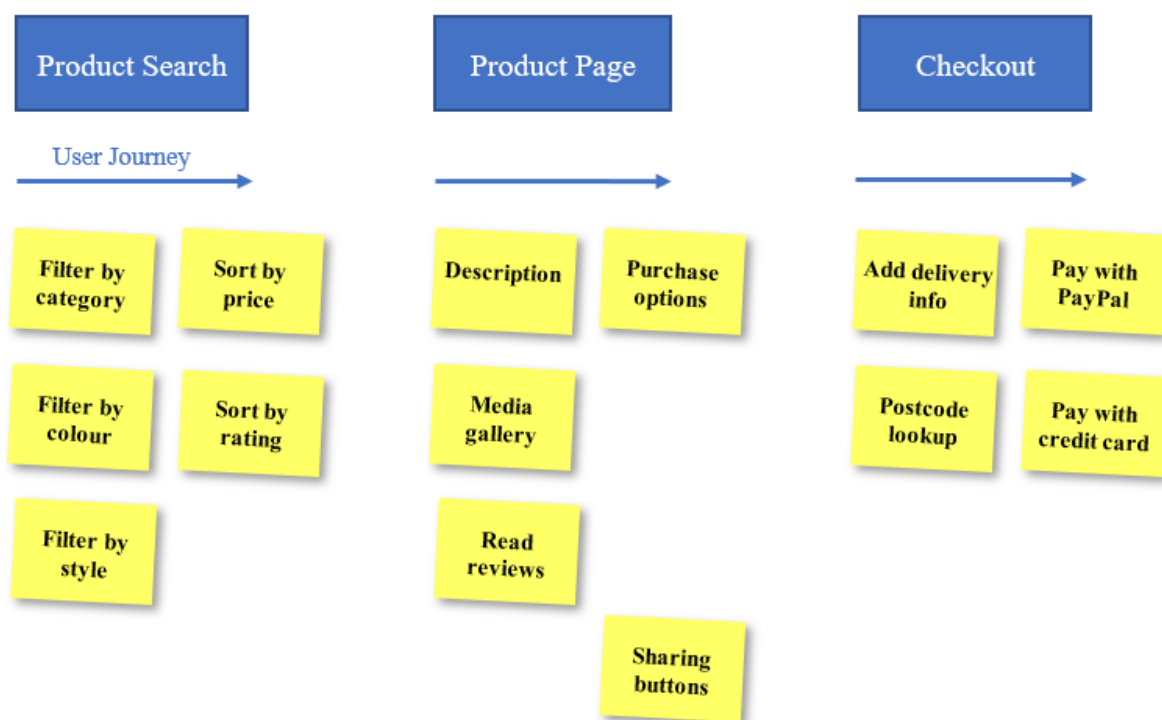 Product Search
Product Page
Checkout
User Journey
Filter by
category
Sort by
price
Description
Purchase
options
Add delivery
info
Pay with
PayPal
Filter by
colour
Sort by
rating
Media
gallery
Postcode
lookup
Pay with
credit card
Filter by
style
Read
reviews
Sharing
buttons